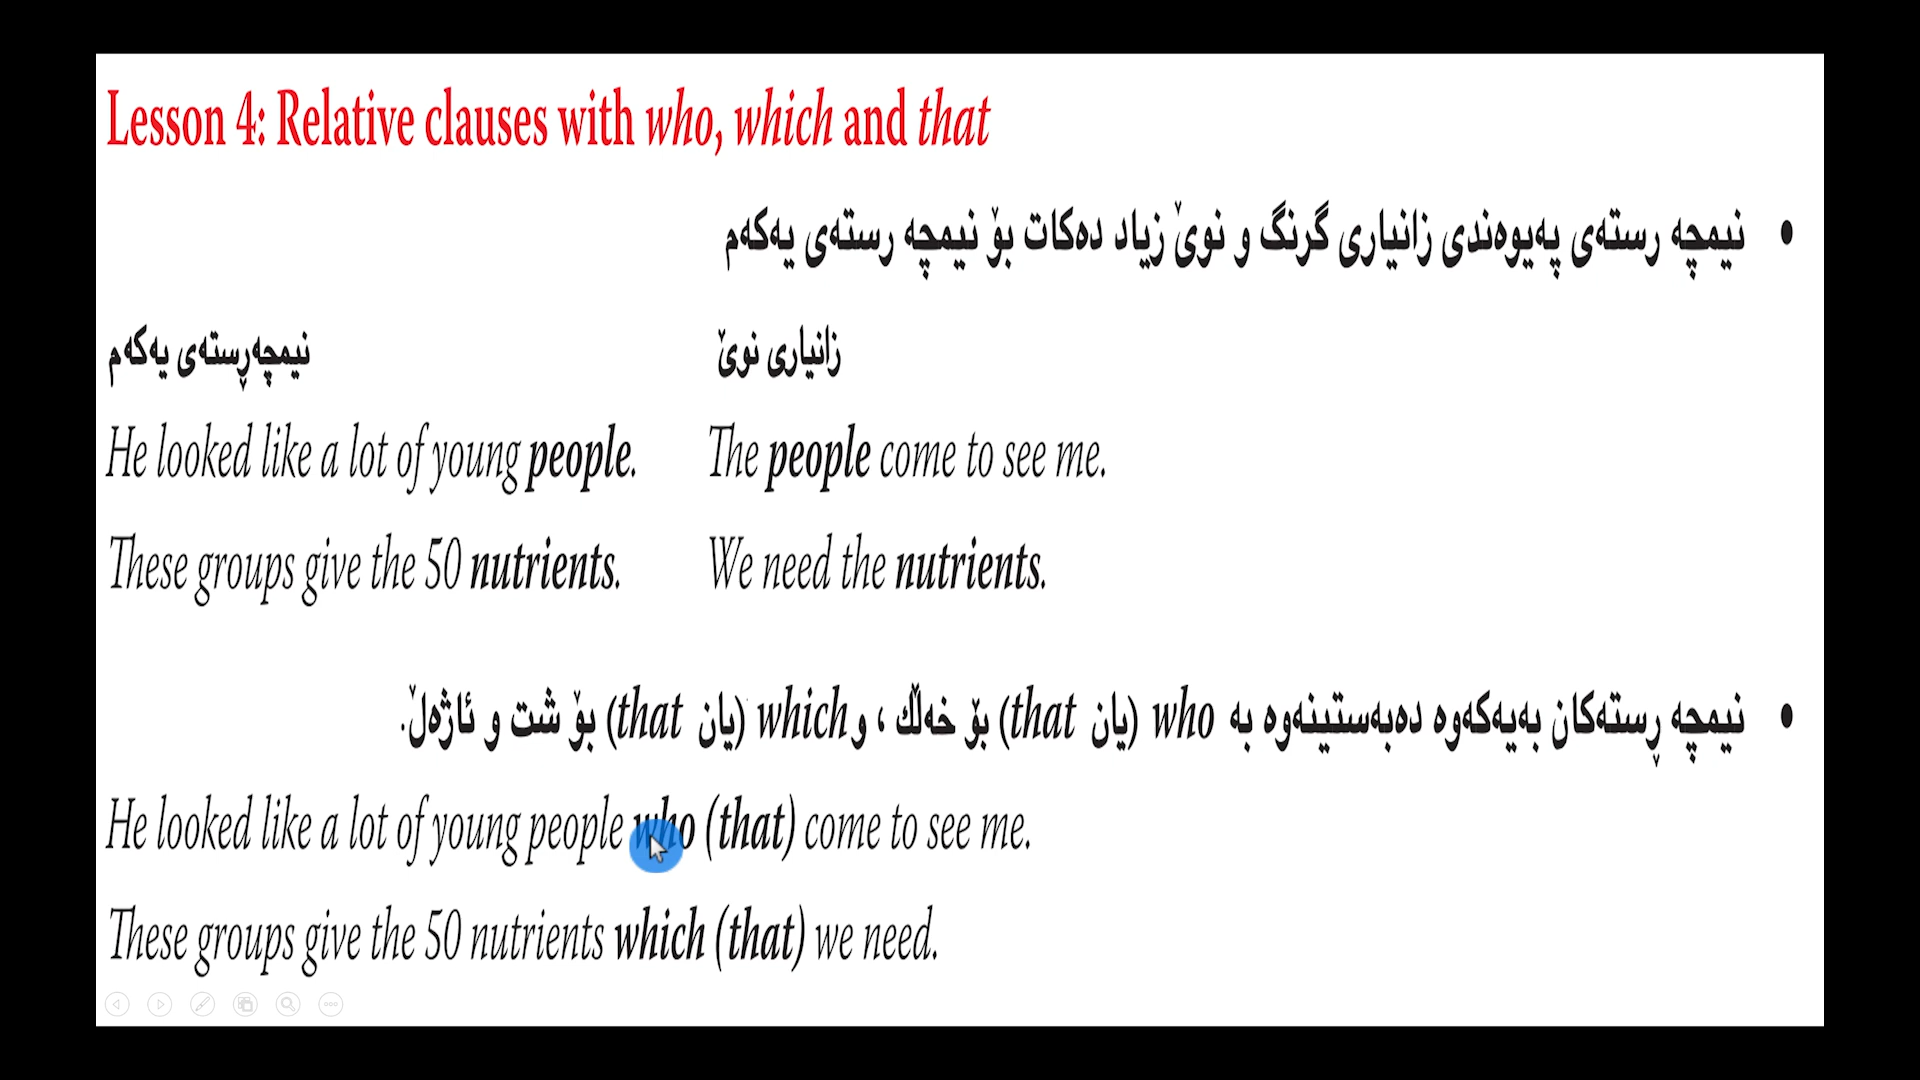 Lesson 4: Relative clauses with who, which and that
• نیمچە رستەی پەیوەندی زانیاری گرنگ و نوێ زیاد دەکات بۆ نیمچە رستەی یەکەم
نیمچەڕستەی یەکەم زانیاری نوێ
He looked like a lot of young people. The people come to see me.
These groups give the 50 nutrients. We need the nutrients.
• نیمچە ڕستەکان بەیەکەوە دەبەستینەوە بە who (یان that) بۆ خەڵك ، و which (یان that) بۆ شت و ئاژەڵ.
He looked like a lot of young people who (that) come to see me.
These groups give the 50 nutrients which (that) we need.